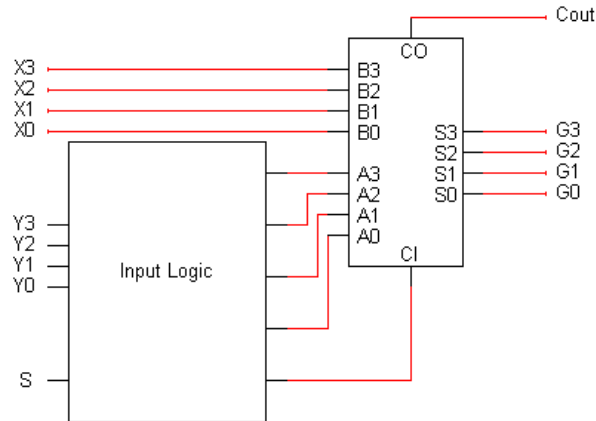 Cout
CO
X3 B3
X2 B2
X1 B1
X0 B0 S3 G3
S2 G2
A3 S1 G1
A2 S0 G0
Y3 A1
Y2 A0
Y1 CI
Input Logic
Y0
S